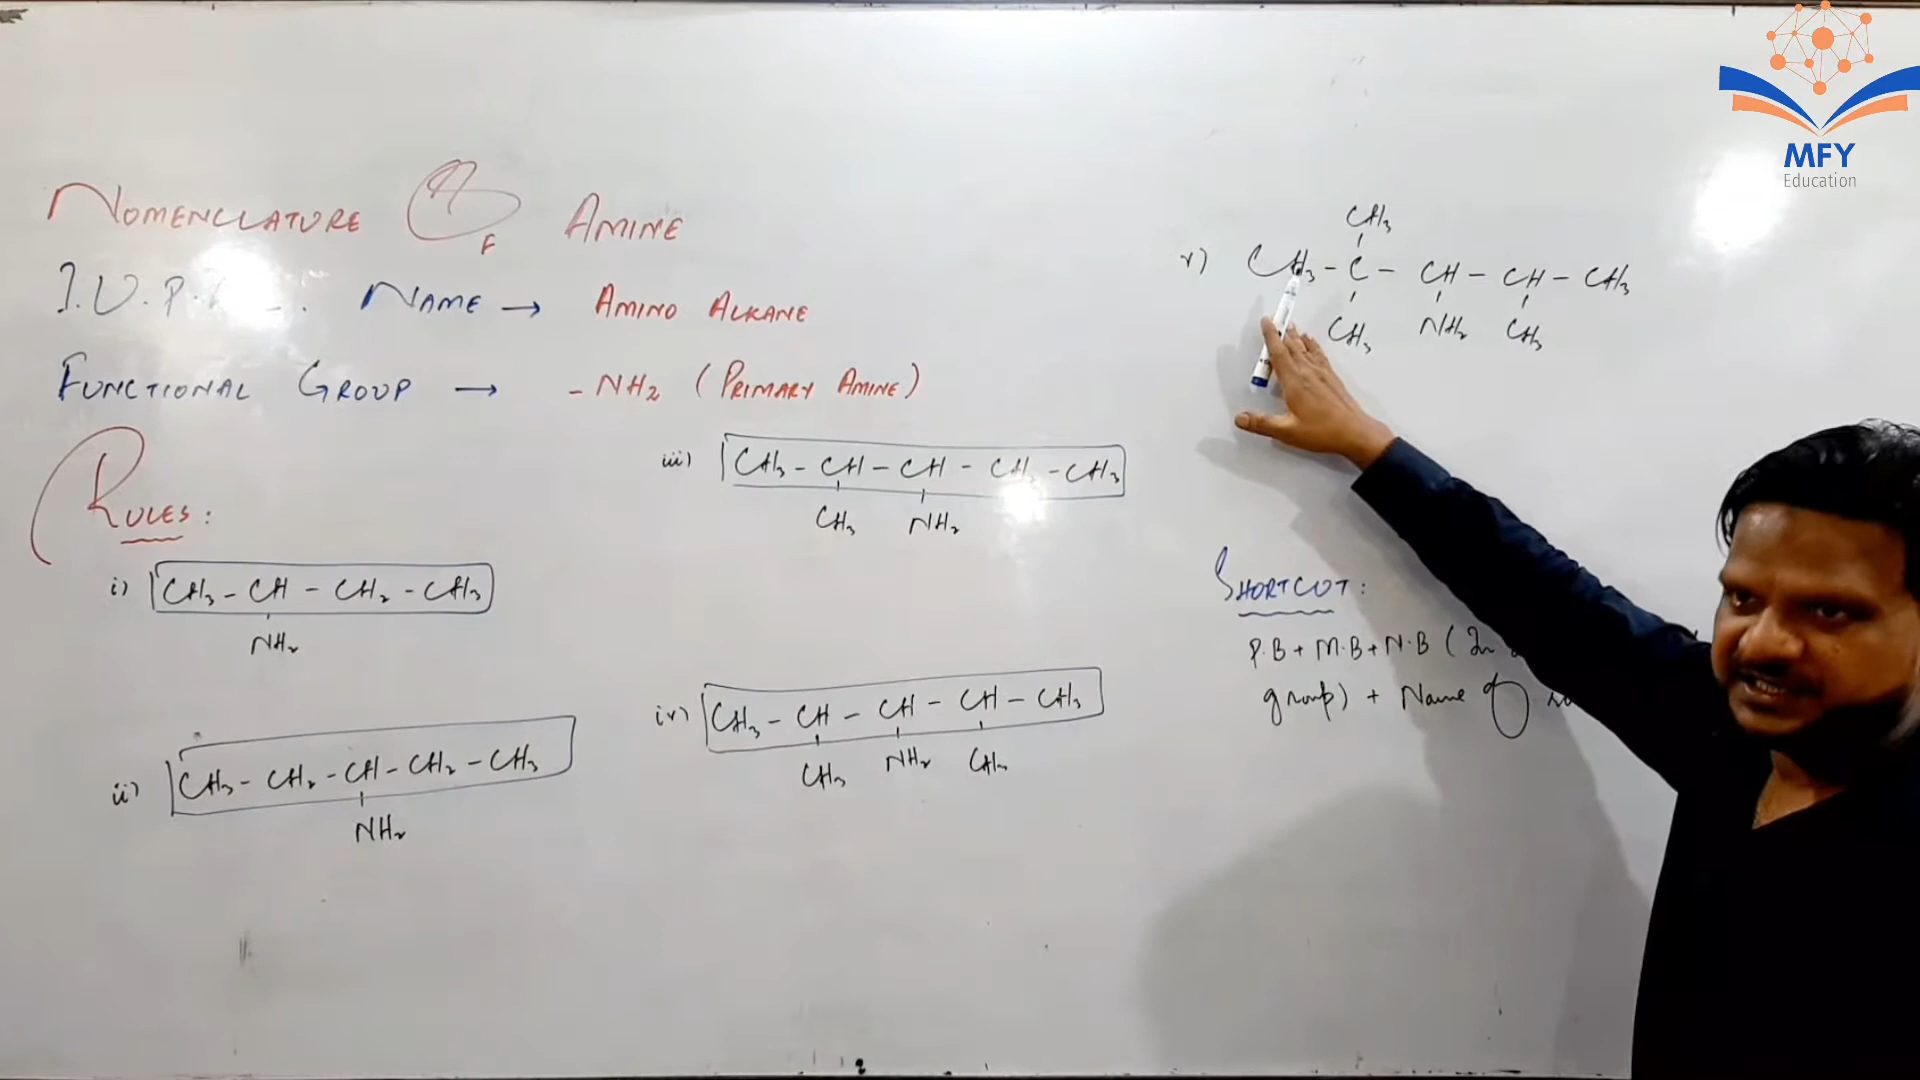 NOMENCLATURE OF AMINE
I.U.P. NAME → AMINO ALKANE
FUNCTIONAL GROUP → -NH₂ (PRIMARY AMINE)
RULES:
i) CH₃ - CH - CH₂ - CH₃
NH₂
ii) CH₃ - CH₂ - CH - CH₂ - CH₃
NH₂
iii) CH₃ - CH - CH - CH₂ - CH₃
CH₃ NH₂
iv) CH₃ - CH - CH - CH - CH₃
CH₃ NH₂ CH₃
CH₃
v) CH₃ - C - CH - CH - CH₃
CH₃ NH₂ CH₃
SHORTCUT:
P.B + M.B + N.B (In
group) + Name of
MFY
Education